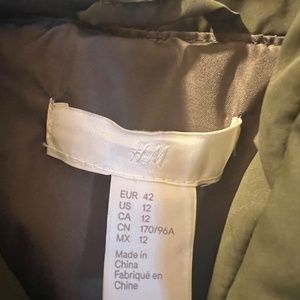 H&M
EUR 42
US 12
CA 12
CN 170/96A
MX 12
Made in
China
Fabriqué en
Chine